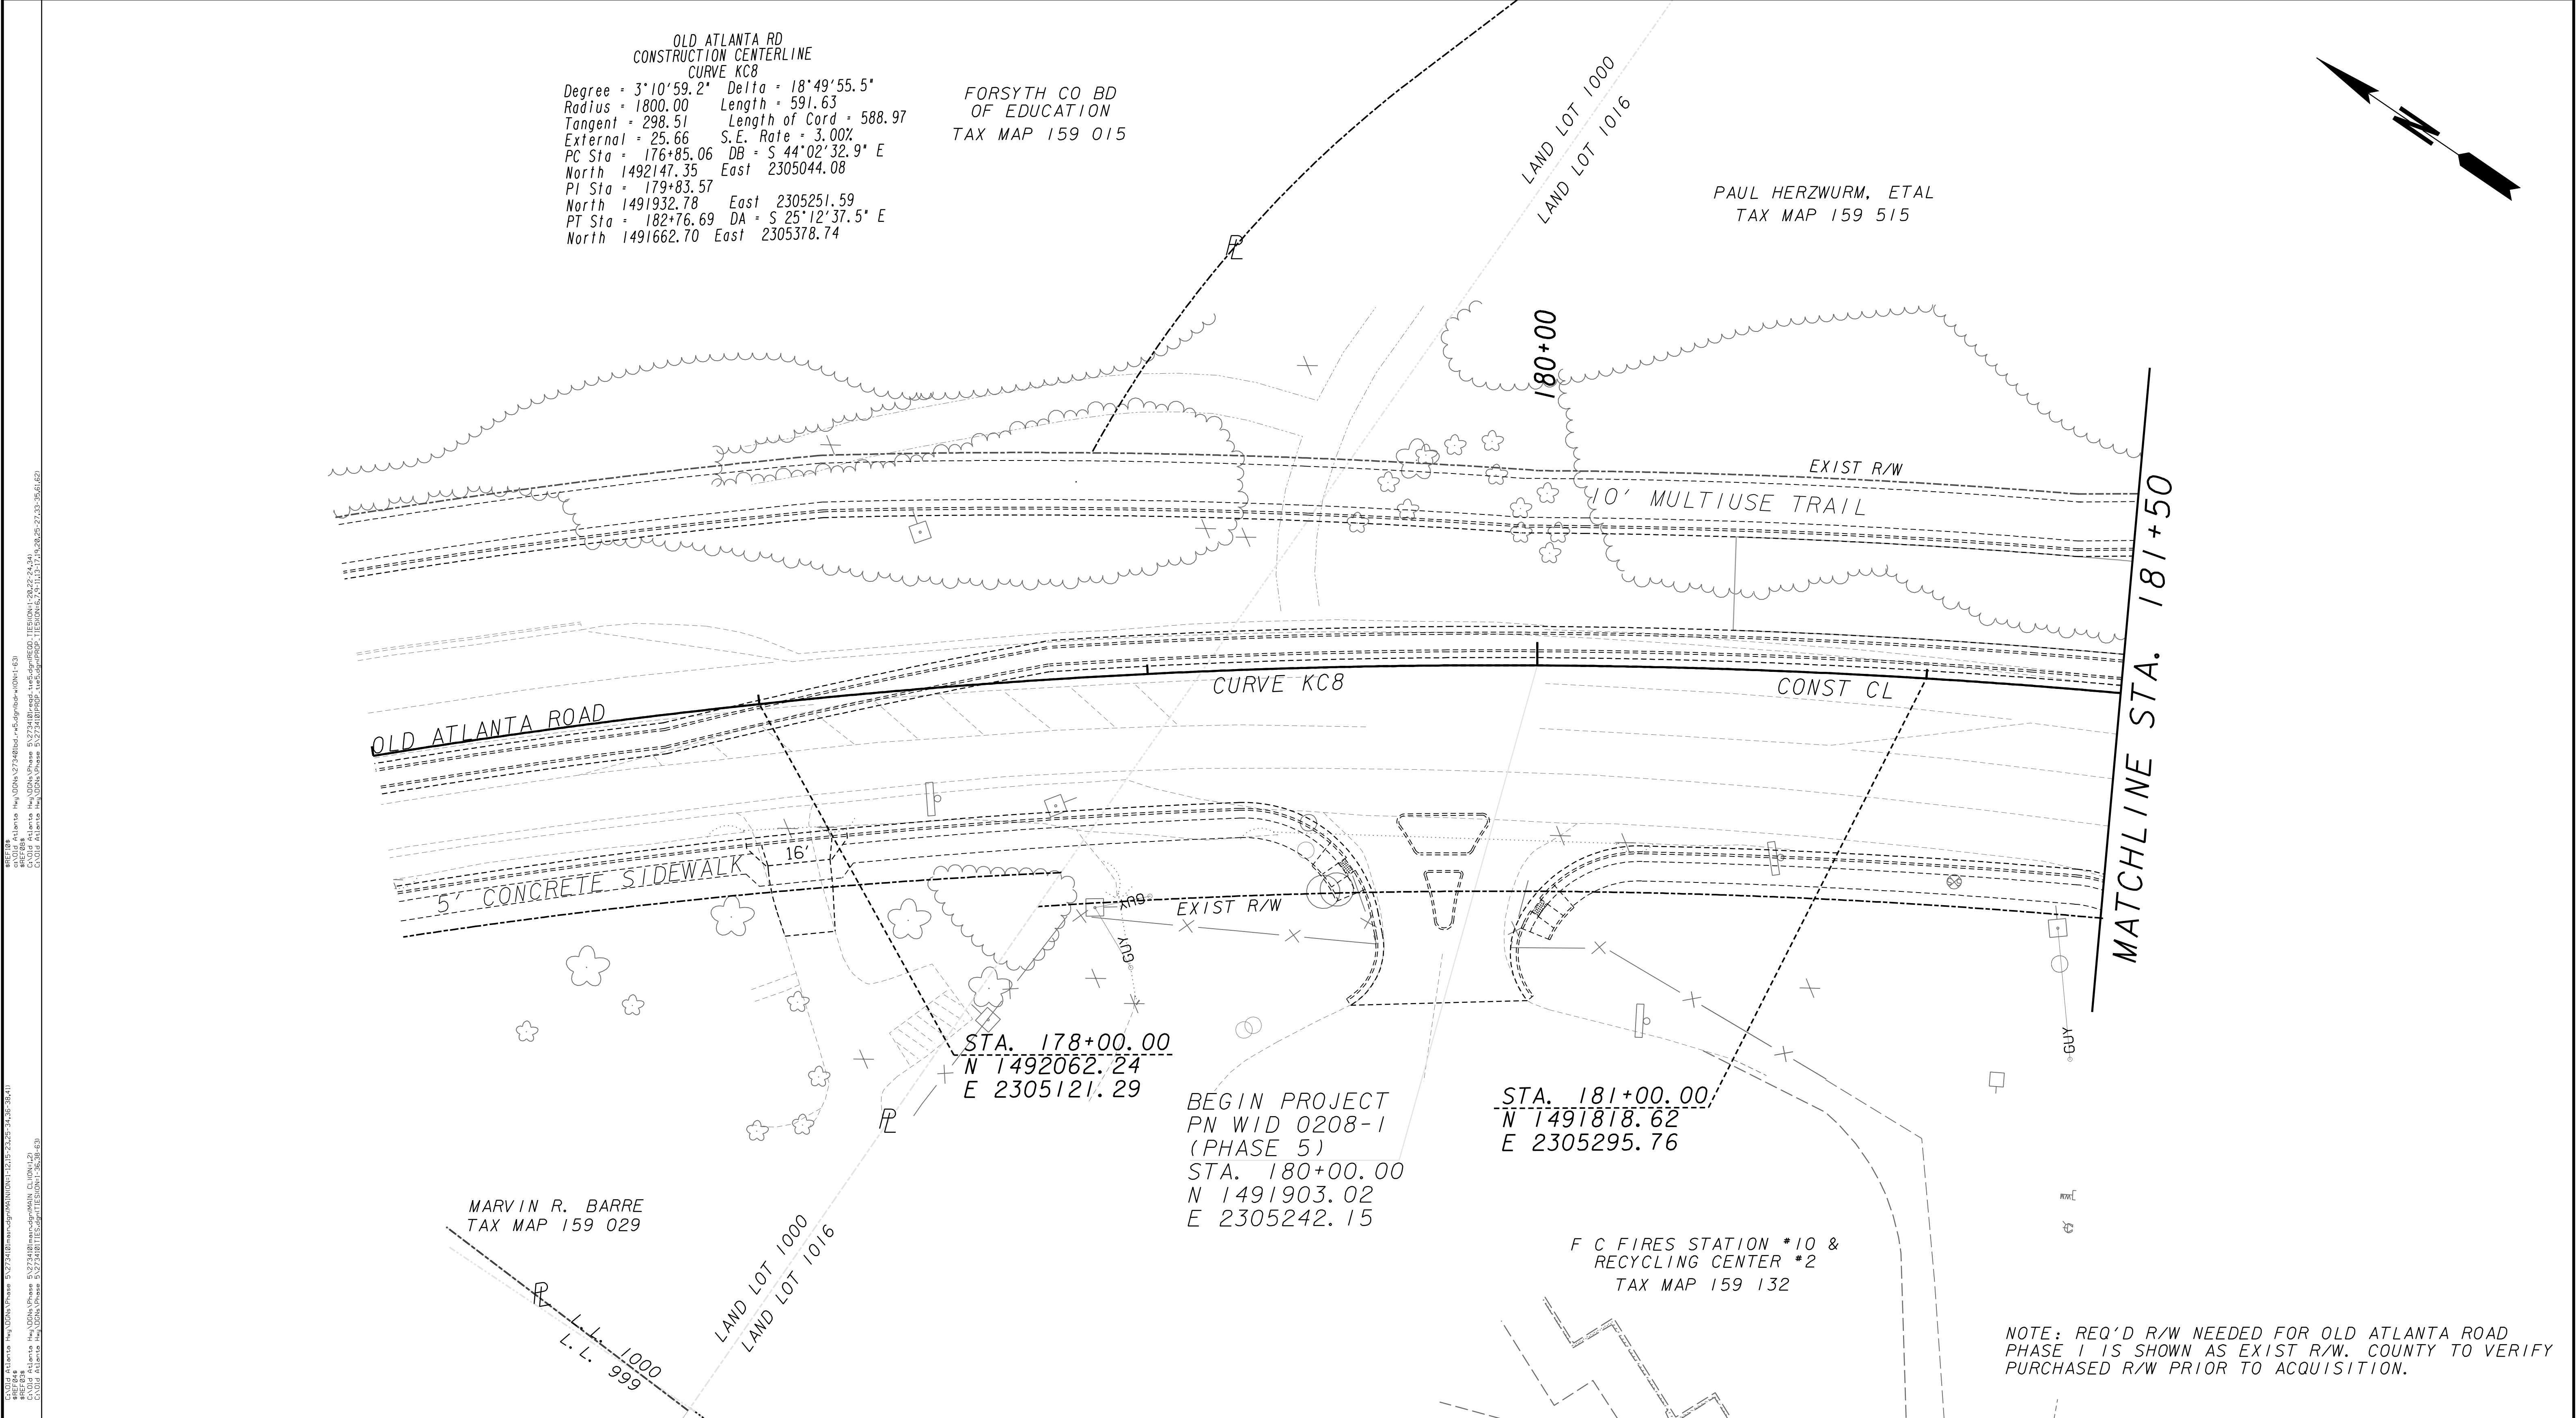 OLD ATLANTA RD
CONSTRUCTION CENTERLINE
CURVE KC8
Degree = 3°10'59.2" Delta = 18°49'55.5"
Radius = 1800.00 Length = 591.63
Tangent = 298.51 Length of Cord = 588.97
External = 25.66 S.E. Rate = 3.00%
PC Sta = 176+85.06 DB = S 44°02'32.9" E
North 1492147.35 East 2305044.08
PI Sta = 179+83.57
North 1491932.78 East 2305251.59
PT Sta = 182+76.69 DA = S 25°12'37.5" E
North 1491662.70 East 2305378.74
FORSYTH CO BD
OF EDUCATION
TAX MAP 159 015
LAND LOT 1000
LAND LOT 1016
PAUL HERZWURM, ETAL
TAX MAP 159 515
N
PL
180+00
EXIST R/W
10' MULTIUSE TRAIL
MATCHLINE STA. 181+50
OLD ATLANTA ROAD
CURVE KC8
CONST CL
16'
5' CONCRETE SIDEWALK
GUY
GUY
EXIST R/W
GUY
STA. 178+00.00
N 1492062.24
E 2305121.29
PL
BEGIN PROJECT
PN WID 0208-1
(PHASE 5)
STA. 180+00.00
N 1491903.02
E 2305242.15
STA. 181+00.00
N 1491818.62
E 2305295.76
MARVIN R. BARRE
TAX MAP 159 029
PL
L.L. 1000
L.L. 999
LAND LOT 1000
LAND LOT 1016
F C FIRES STATION #10 &
RECYCLING CENTER #2
TAX MAP 159 132
NOTE: REQ'D R/W NEEDED FOR OLD ATLANTA ROAD
PHASE 1 IS SHOWN AS EXIST R/W. COUNTY TO VERIFY
PURCHASED R/W PRIOR TO ACQUISITION.